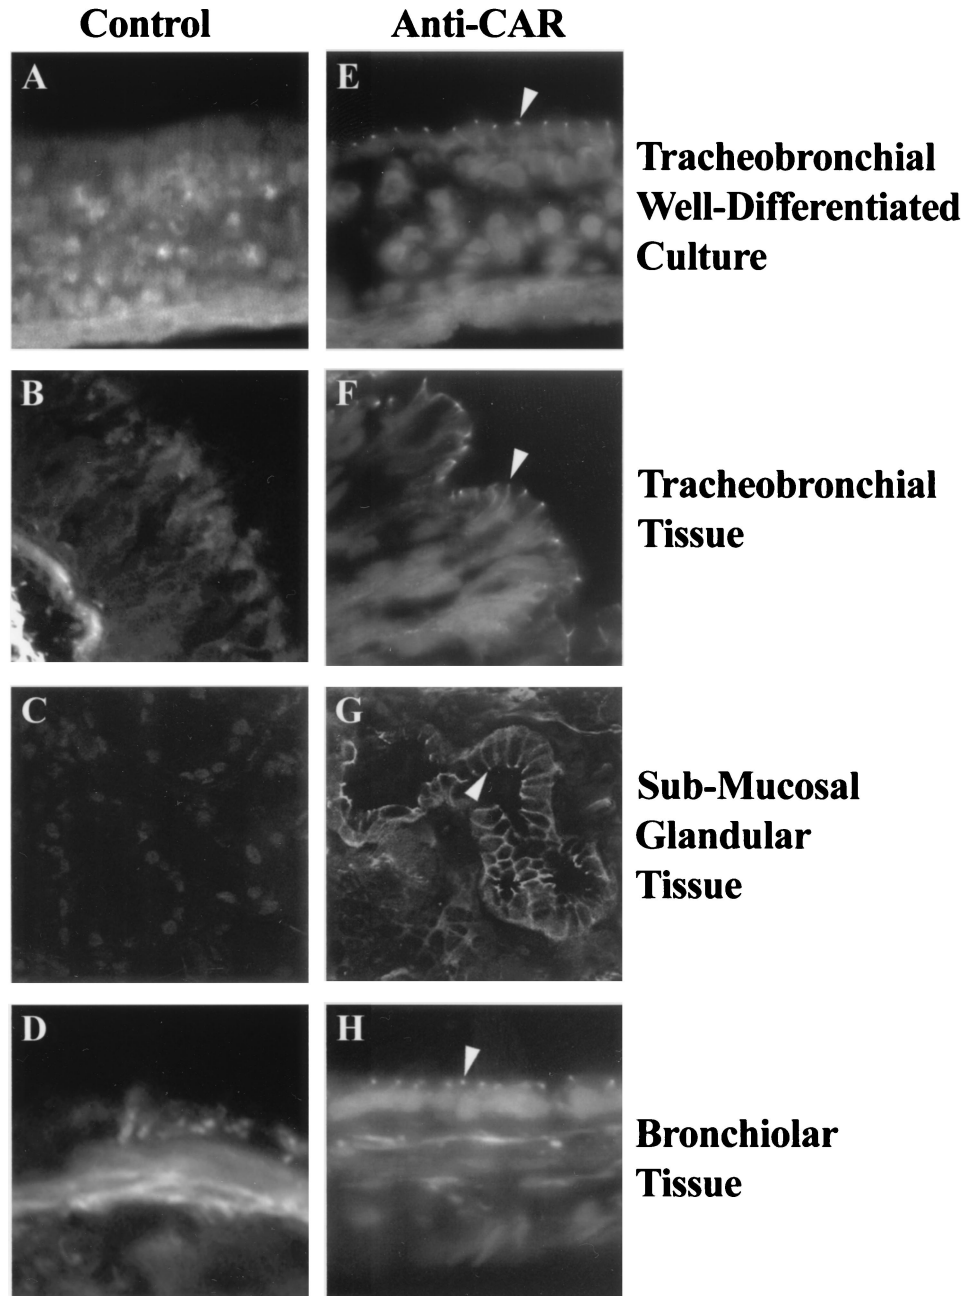 Control
Anti-CAR
A
E
Tracheobronchial
Well-Differentiated
Culture
B
F
Tracheobronchial
Tissue
C
G
Sub-Mucosal
Glandular
Tissue
D
H
Bronchiolar
Tissue